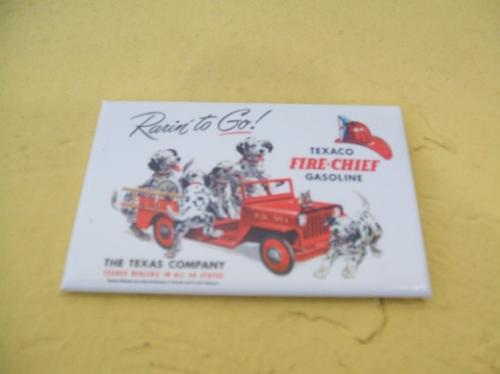 Rarin' to Go!
TEXACO
FIRE-CHIEF
GASOLINE
THE TEXAS COMPANY
TEXACO DEALERS IN ALL 48 STATES